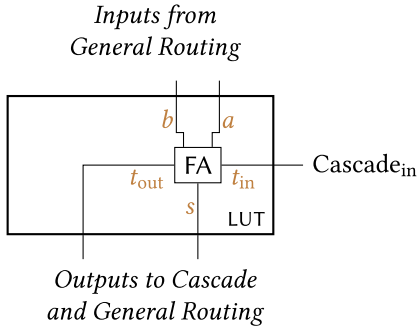 Inputs from
General Routing
b a
FA
t_out t_in
Cascade_in
s
LUT
Outputs to Cascade
and General Routing